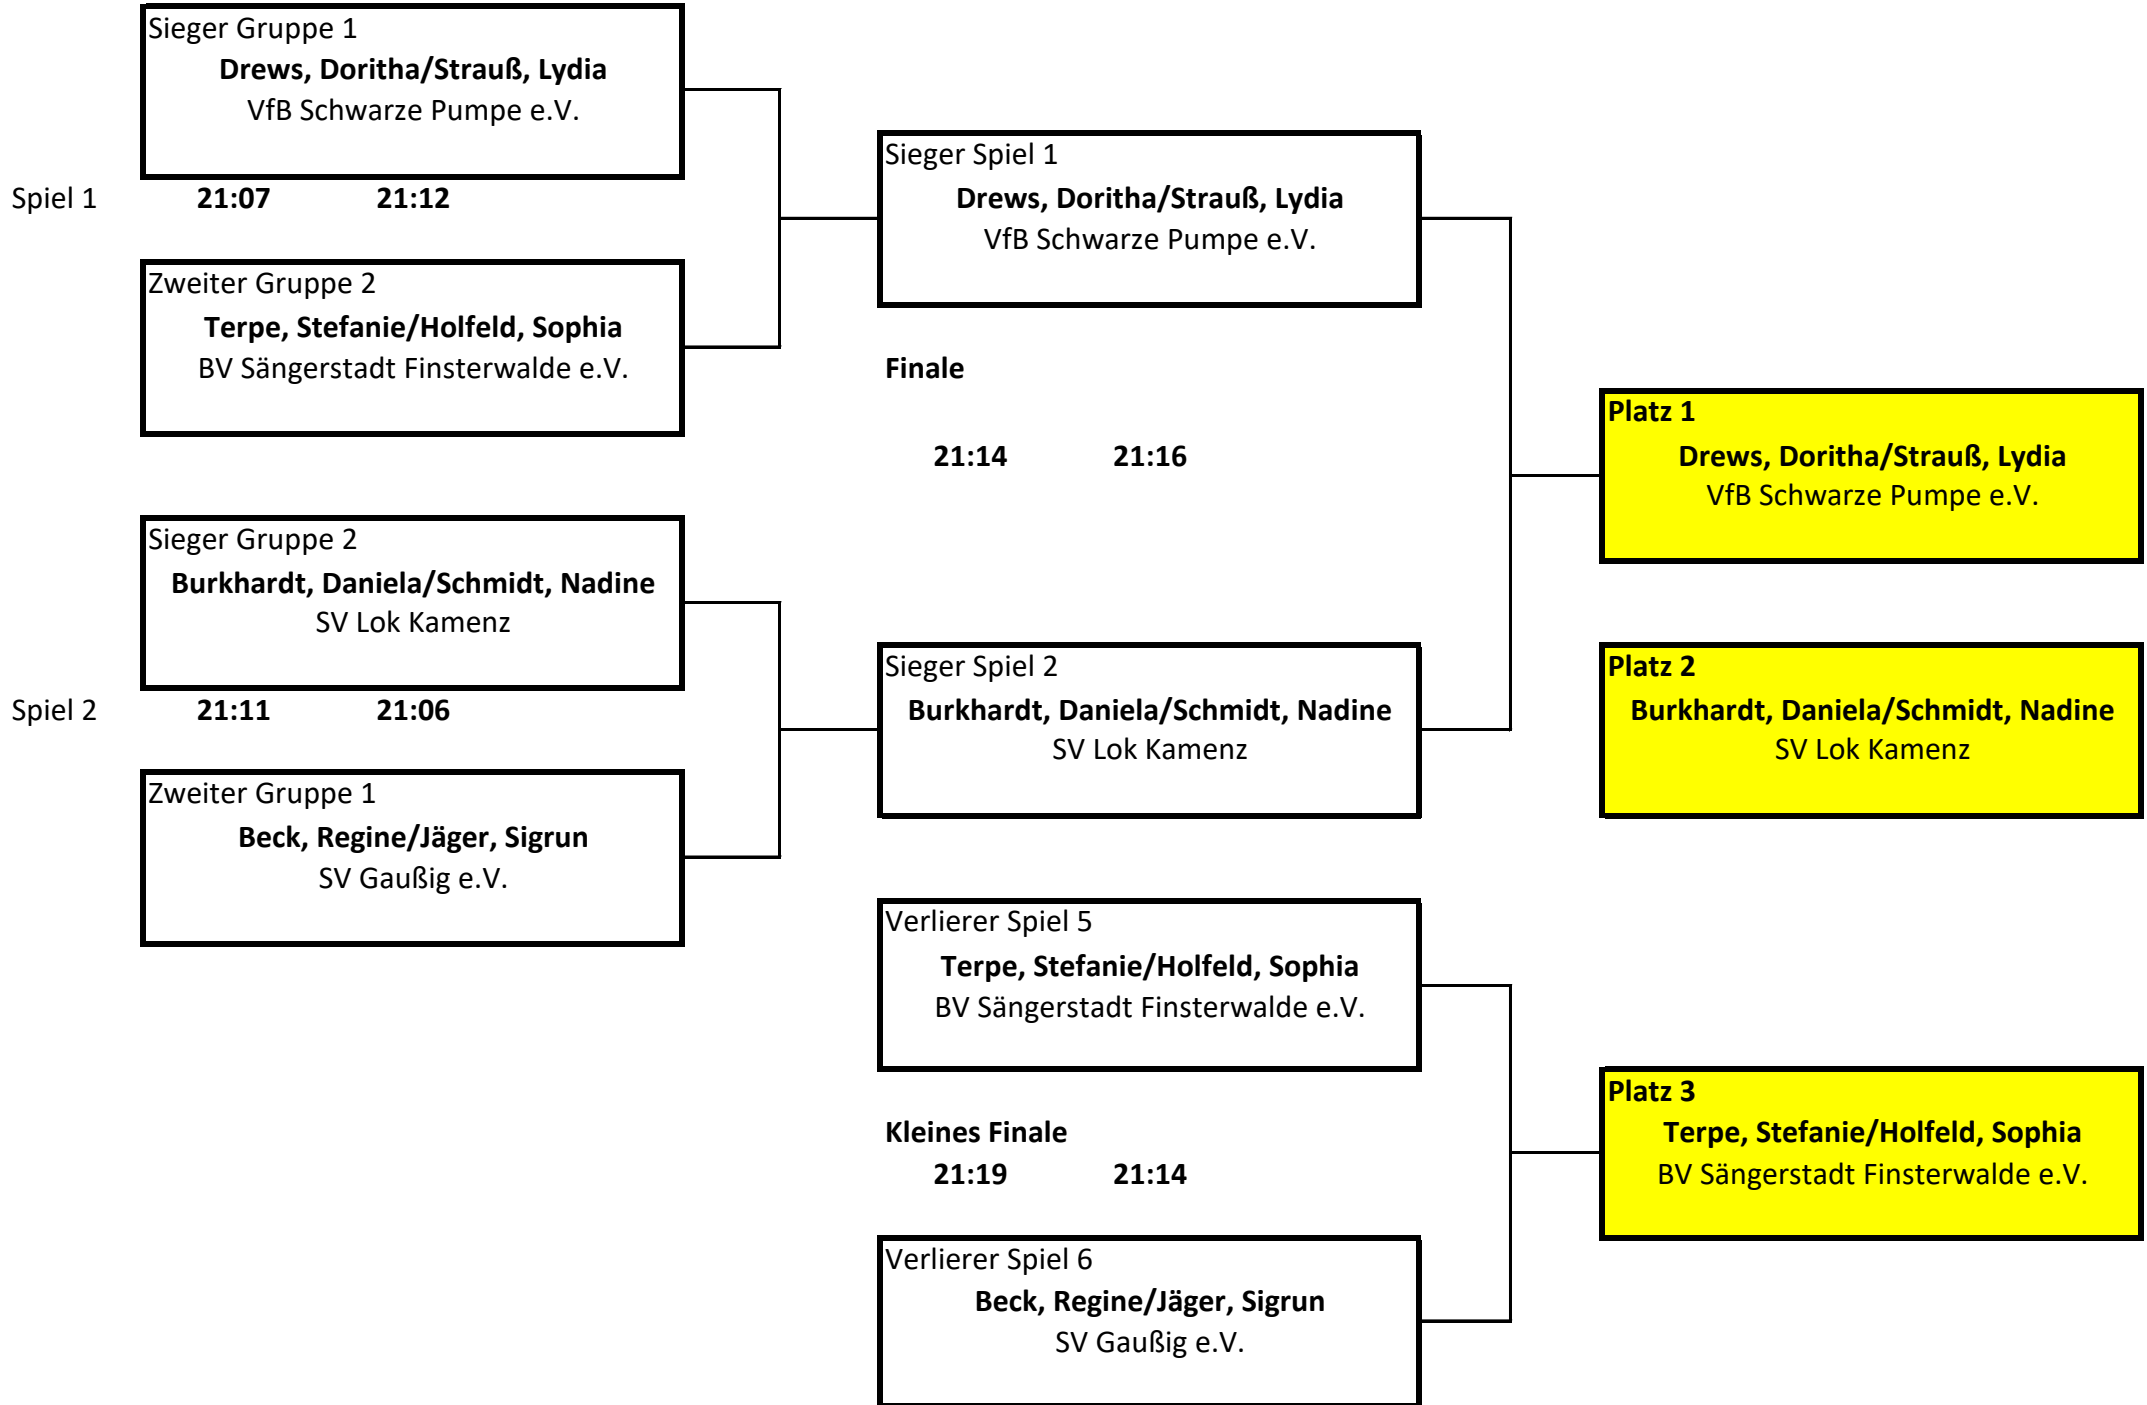 Sieger Gruppe 1
Drews, Doritha/Strauß, Lydia
VfB Schwarze Pumpe e.V.
Spiel 1 21:07 21:12
Zweiter Gruppe 2
Terpe, Stefanie/Holfeld, Sophia
BV Sängerstadt Finsterwalde e.V.
Sieger Gruppe 2
Burkhardt, Daniela/Schmidt, Nadine
SV Lok Kamenz
Spiel 2 21:11 21:06
Zweiter Gruppe 1
Beck, Regine/Jäger, Sigrun
SV Gaußig e.V.
Sieger Spiel 1
Drews, Doritha/Strauß, Lydia
VfB Schwarze Pumpe e.V.
Finale
21:14 21:16
Sieger Spiel 2
Burkhardt, Daniela/Schmidt, Nadine
SV Lok Kamenz
Verlierer Spiel 5
Terpe, Stefanie/Holfeld, Sophia
BV Sängerstadt Finsterwalde e.V.
Kleines Finale
21:19 21:14
Verlierer Spiel 6
Beck, Regine/Jäger, Sigrun
SV Gaußig e.V.
Platz 1
Drews, Doritha/Strauß, Lydia
VfB Schwarze Pumpe e.V.
Platz 2
Burkhardt, Daniela/Schmidt, Nadine
SV Lok Kamenz
Platz 3
Terpe, Stefanie/Holfeld, Sophia
BV Sängerstadt Finsterwalde e.V.